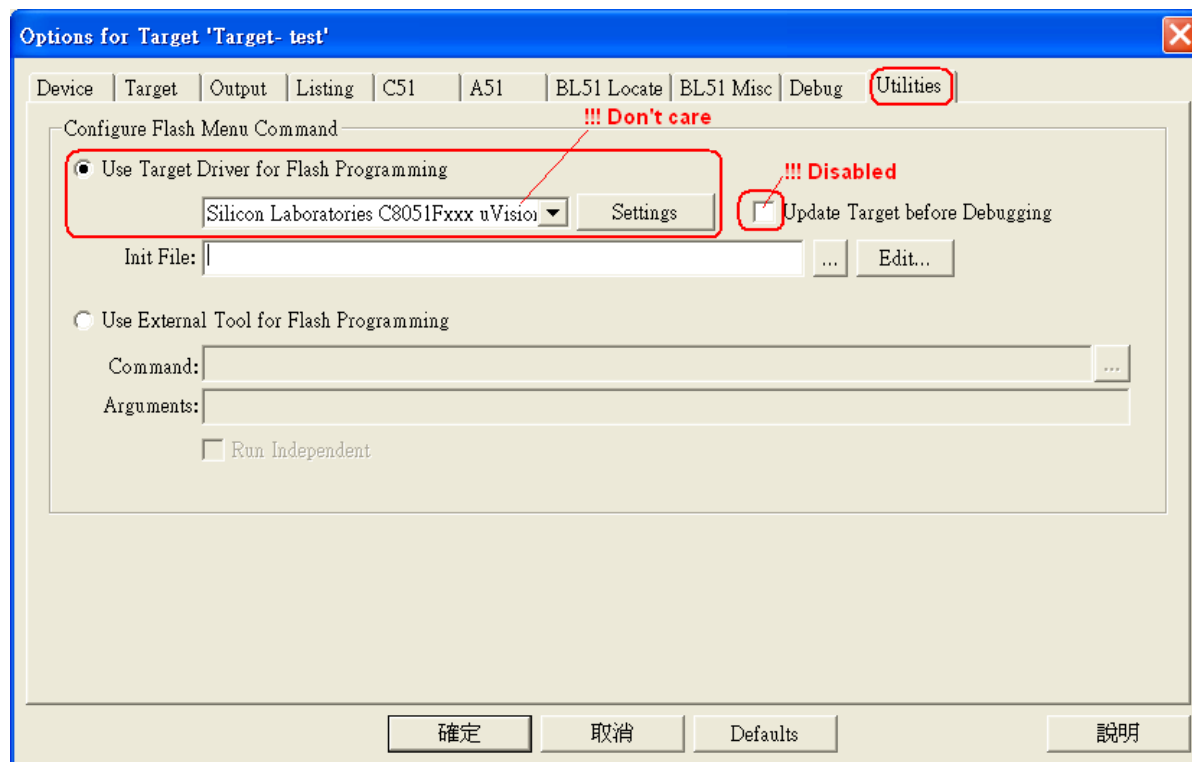 Options for Target 'Target- test'
Device Target Output Listing C51 A51 BL51 Locate BL51 Misc Debug Utilities
!!! Don't care
Configure Flash Menu Command
Use Target Driver for Flash Programming
!!! Disabled
Silicon Laboratories C8051Fxxx uVision Settings Update Target before Debugging
Init File: ... Edit...
Use External Tool for Flash Programming
Command: ...
Arguments:
Run Independent
確定 取消 Defaults 說明